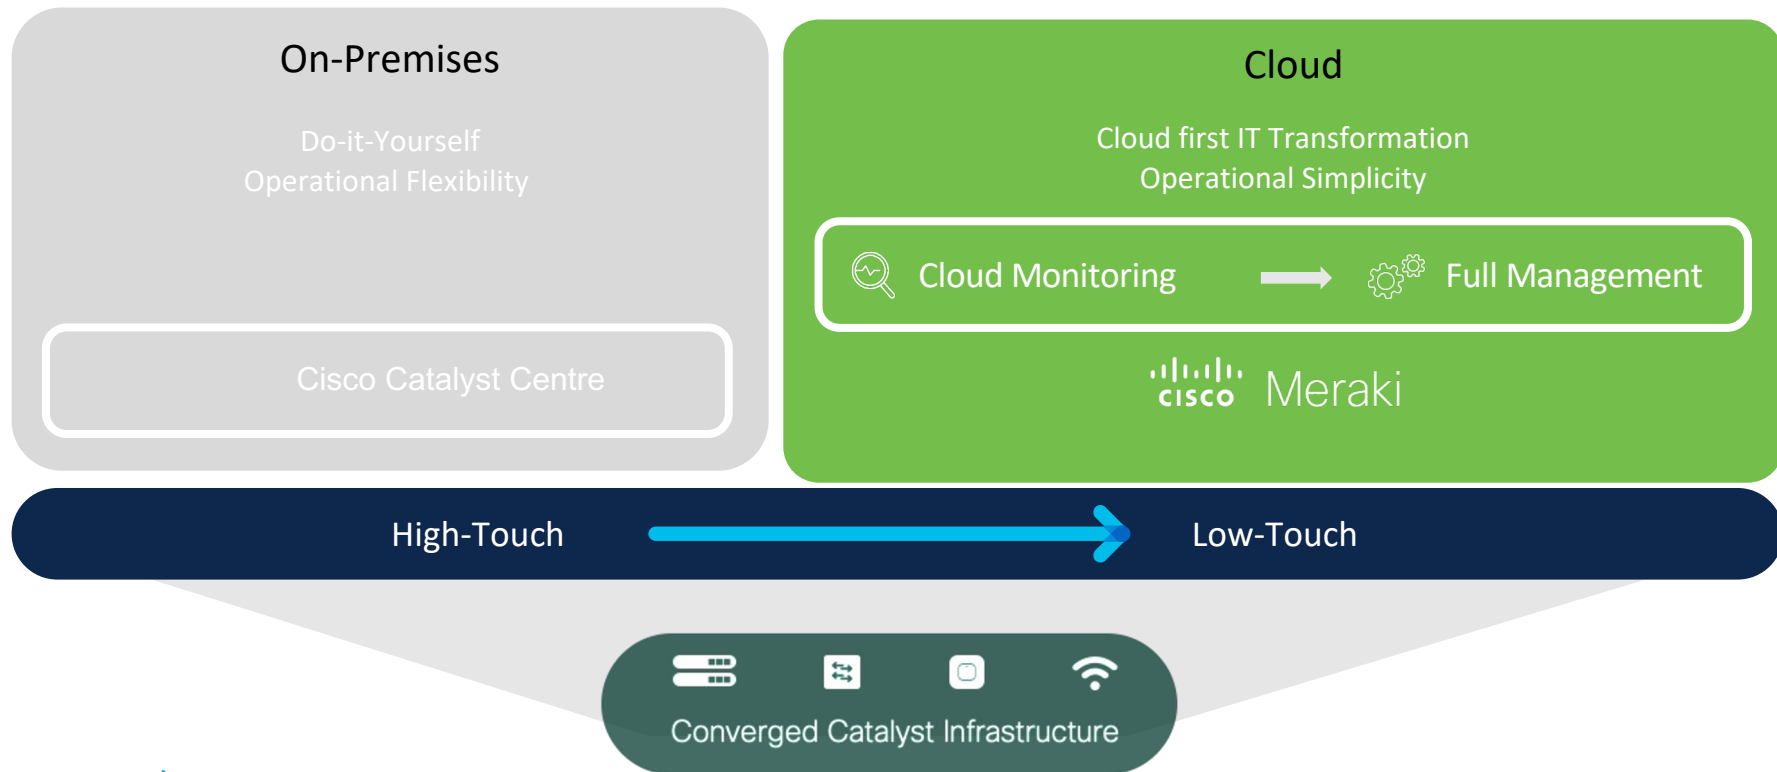 On-Premises
Do-it-Yourself
Operational Flexibility
Cisco Catalyst Centre
Cloud
Cloud first IT Transformation
Operational Simplicity
Cloud Monitoring
Full Management
CISCO Meraki
High-Touch
Low-Touch
Converged Catalyst Infrastructure